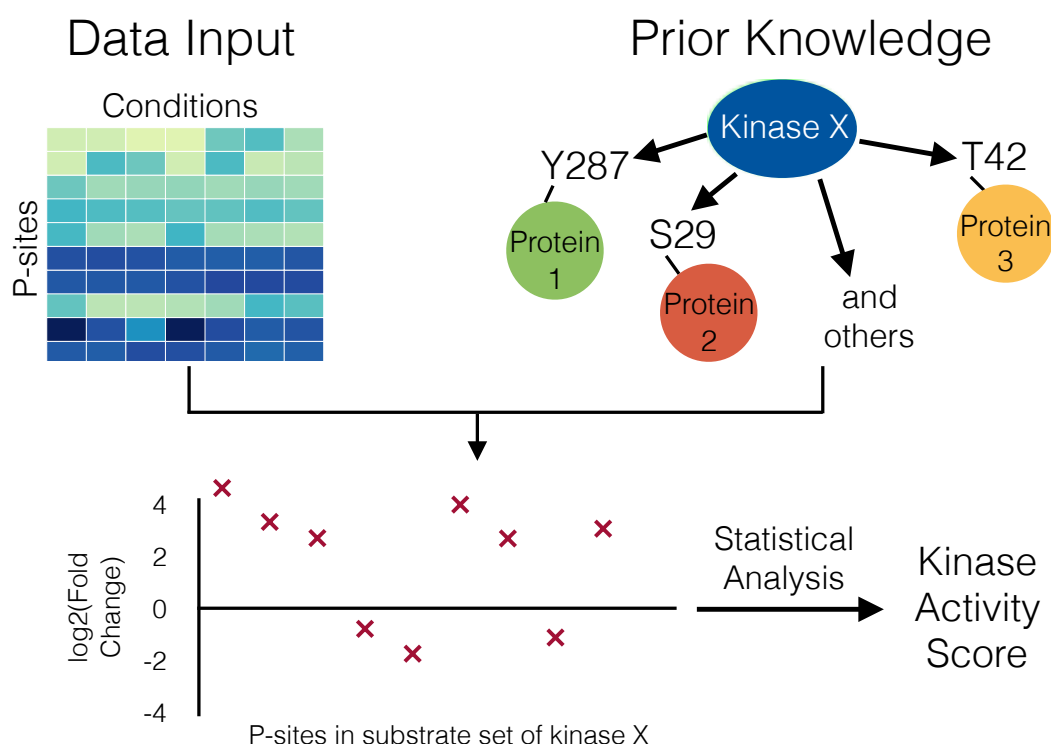 Data Input
Prior Knowledge
Conditions
P-sites
Kinase X
Y287
T42
S29
Protein
1
Protein
2
Protein
3
and
others
4
2
0
-2
-4
log2(Fold
Change)
P-sites in substrate set of kinase X
Statistical
Analysis
Kinase
Activity
Score